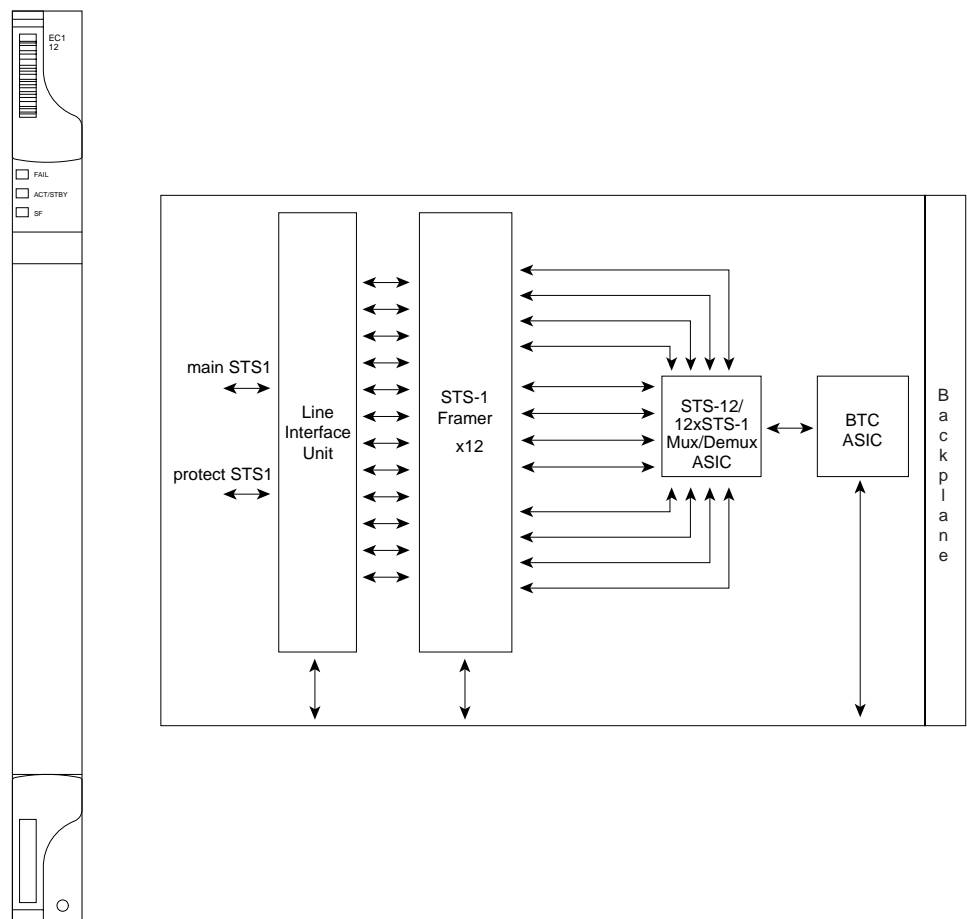 EC1
12
FAIL
ACT/STBY
SF
main STS1
protect STS1
Line
Interface
Unit
STS-1
Framer
x12
STS-12/
12xSTS-1
Mux/Demux
ASIC
BTC
ASIC
B
a
c
k
p
l
a
n
e